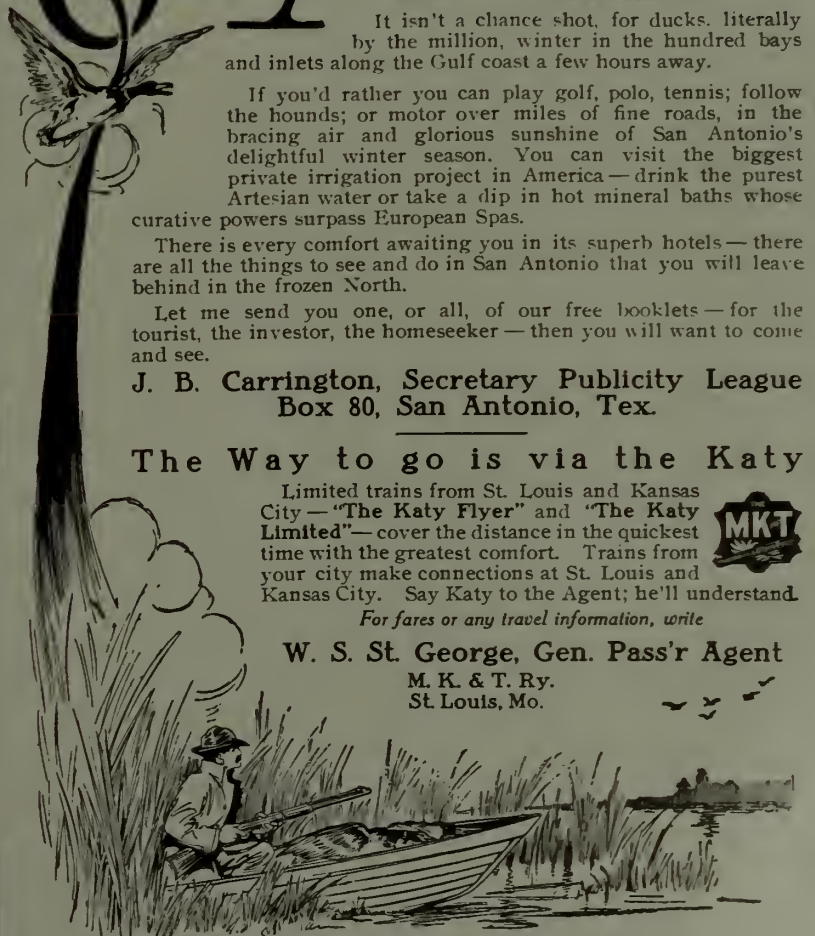 It isn't a chance shot, for ducks. literally
by the million, winter in the hundred bays
and inlets along the Gulf coast a few hours away.
If you'd rather you can play golf, polo, tennis; follow
the hounds; or motor over miles of fine roads, in the
bracing air and glorious sunshine of San Antonio's
delightful winter season. You can visit the biggest
private irrigation project in America — drink the purest
Artesian water or take a dip in hot mineral baths whose
curative powers surpass European Spas.
There is every comfort awaiting you in its superb hotels — there
are all the things to see and do in San Antonio that you will leave
behind in the frozen North.
Let me send you one, or all, of our free booklets — for the
tourist, the investor, the homeseeker — then you will want to come
and see.
J. B. Carrington, Secretary Publicity League
Box 80, San Antonio, Tex.
The Way to go is via the Katy
Limited trains from St. Louis and Kansas
City — "The Katy Flyer" and "The Katy
Limited" — cover the distance in the quickest
time with the greatest comfort. Trains from
your city make connections at St. Louis and
Kansas City. Say Katy to the Agent; he'll understand.
MKT
For fares or any travel information, write
W. S. St. George, Gen. Pass'r Agent
M. K. & T. Ry.
St. Louis, Mo.